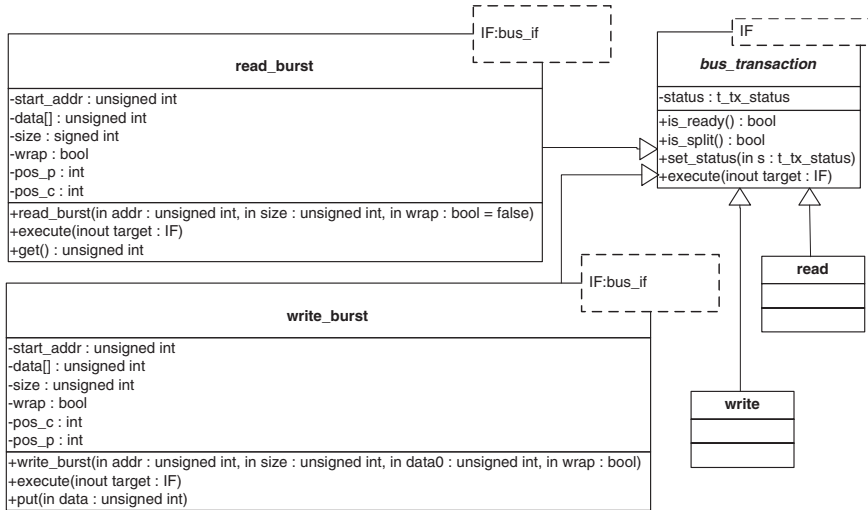 IF:bus_if
read_burst
-start_addr : unsigned int
-data[] : unsigned int
-size : signed int
-wrap : bool
-pos_p : int
-pos_c : int
+read_burst(in addr : unsigned int, in size : unsigned int, in wrap : bool = false)
+execute(inout target : IF)
+get() : unsigned int
IF
bus_transaction
-status : t_tx_status
+is_ready() : bool
+is_split() : bool
+set_status(in s : t_tx_status)
+execute(inout target : IF)
read
write
IF:bus_if
write_burst
-start_addr : unsigned int
-data[] : unsigned int
-size : unsigned int
-wrap : bool
-pos_c : int
-pos_p : int
+write_burst(in addr : unsigned int, in size : unsigned int, in data0 : unsigned int, in wrap : bool)
+execute(inout target : IF)
+put(in data : unsigned int)